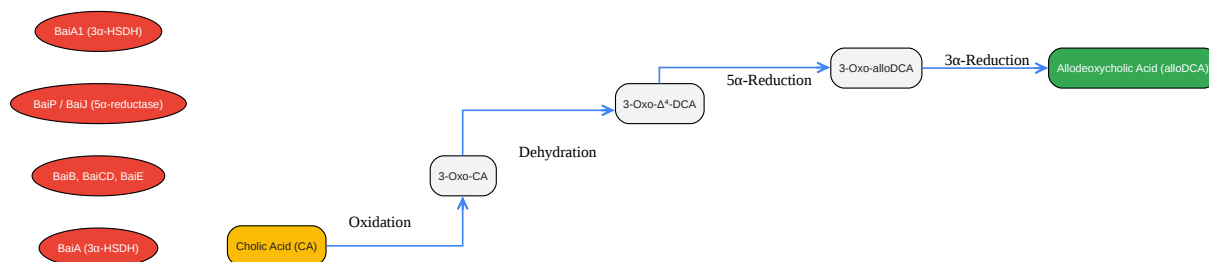 BaiA1 (3α-HSDH)
BaiP / BaiJ (5α-reductase)
BaiB, BaiCD, BaiE
BaiA (3α-HSDH)
Cholic Acid (CA)
Oxidation
3-Oxo-CA
Dehydration
3-Oxo-Δ⁴-DCA
5α-Reduction
3-Oxo-alloDCA
3α-Reduction
Allodeoxycholic Acid (alloDCA)